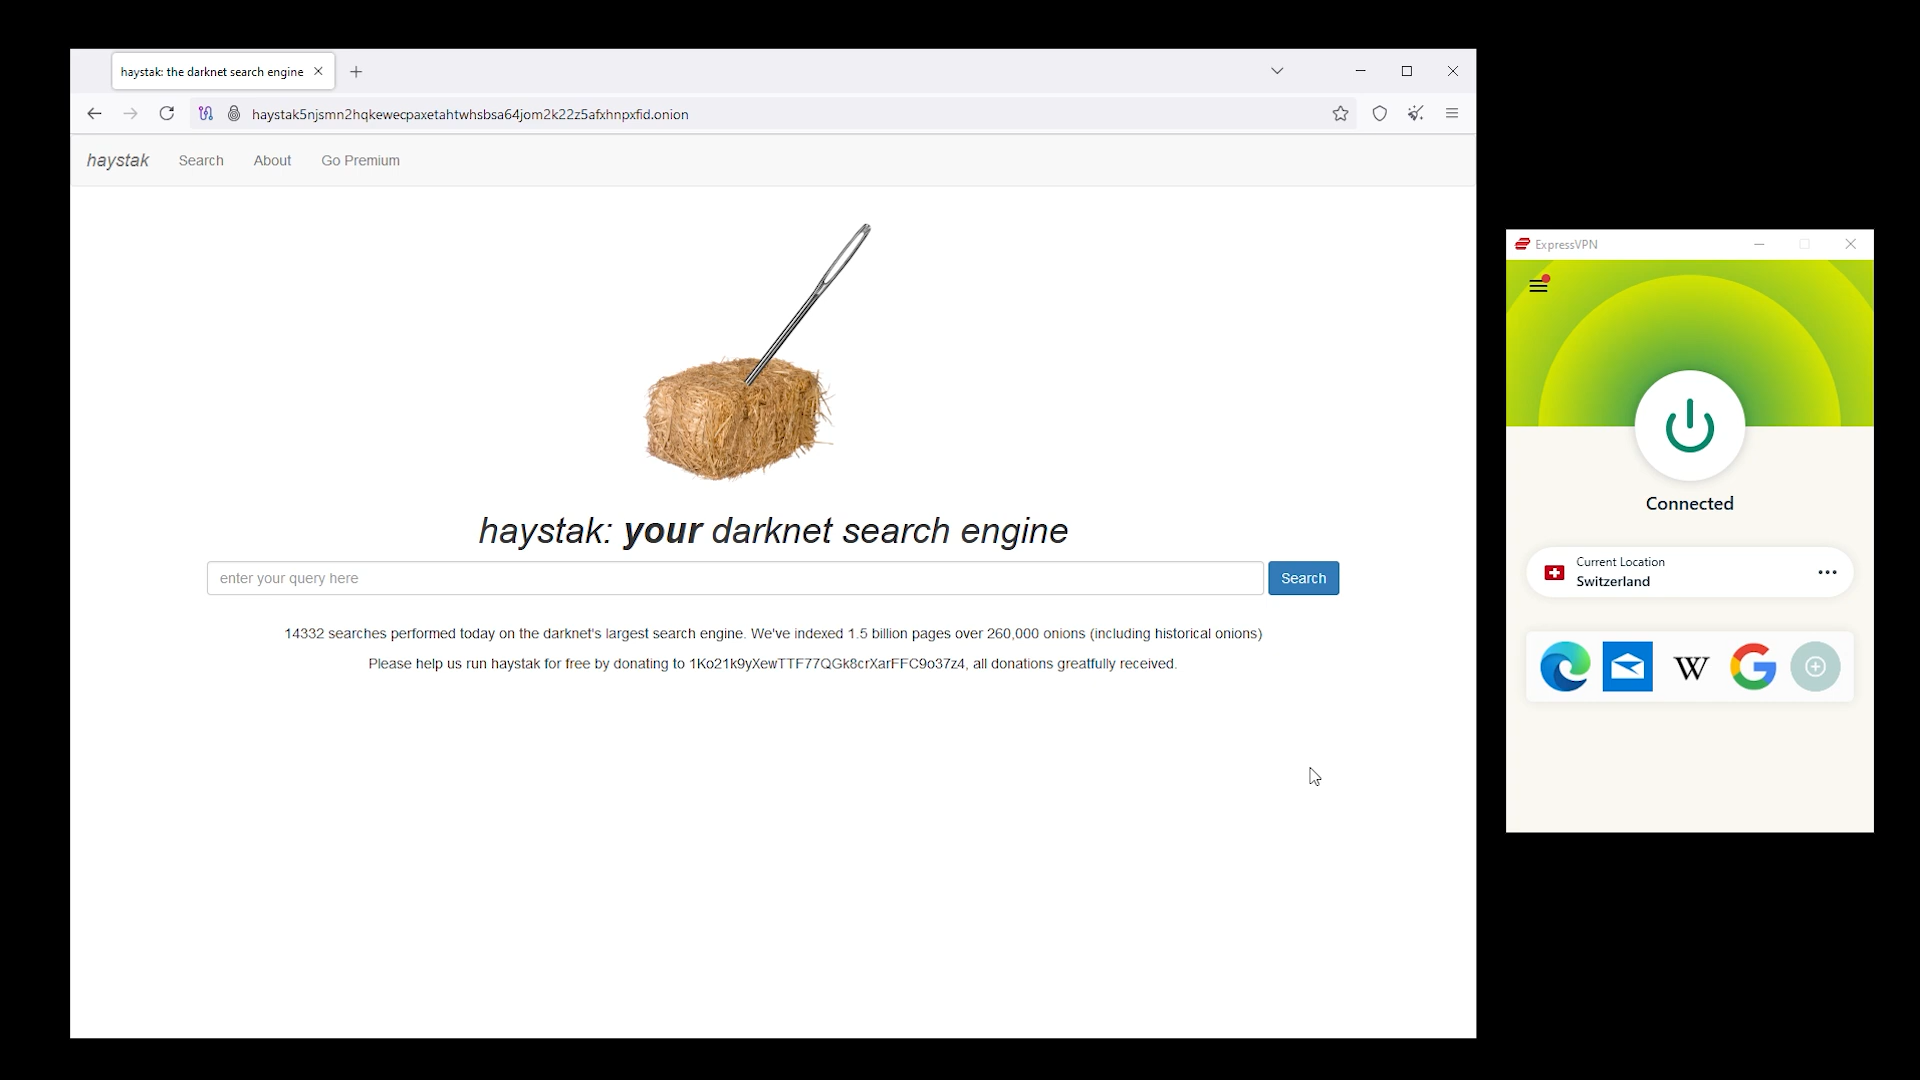 haystak: the darknet search engine
haystak5njsmn2hqkewecpaxetahtwhsbsa64jom2k22z5afxhnpxfid.onion
haystak Search About Go Premium
haystak: your darknet search engine
enter your query here
Search
14332 searches performed today on the darknet's largest search engine. We've indexed 1.5 billion pages over 260,000 onions (including historical onions)
Please help us run haystak for free by donating to 1Ko21k9yXewTTF77QGk8crXarFFC9o37z4, all donations greatfully received.
ExpressVPN
Connected
Current Location
Switzerland
W
G